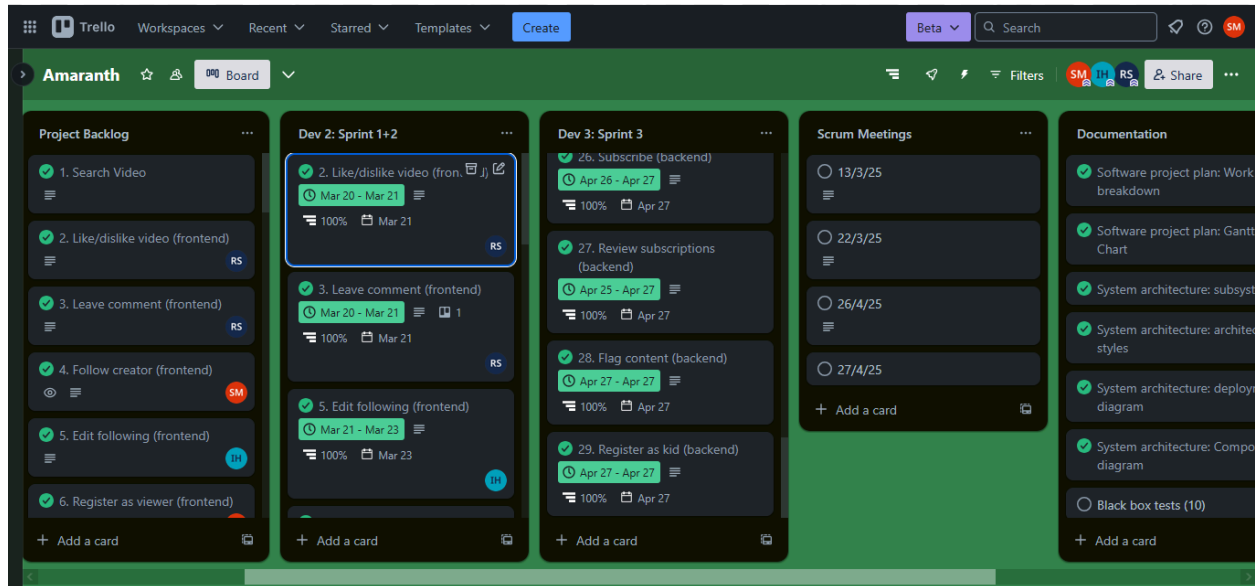 Trello Workspaces Recent Starred Templates Create Beta Search SM
Amaranth Board Filters SM IH RS Share
Project Backlog
1. Search Video
2. Like/dislike video (frontend)
RS
3. Leave comment (frontend)
RS
4. Follow creator (frontend)
SM
5. Edit following (frontend)
IH
6. Register as viewer (frontend)
+ Add a card
Dev 2: Sprint 1+2
2. Like/dislike video (fron
Mar 20 - Mar 21
100% Mar 21
RS
3. Leave comment (frontend)
Mar 20 - Mar 21 1
100% Mar 21
RS
5. Edit following (frontend)
Mar 21 - Mar 23
100% Mar 23
IH
+ Add a card
Dev 3: Sprint 3
26. Subscribe (backend)
Apr 26 - Apr 27
100% Apr 27
27. Review subscriptions
(backend)
Apr 25 - Apr 27
100% Apr 27
28. Flag content (backend)
Apr 27 - Apr 27
100% Apr 27
29. Register as kid (backend)
Apr 27 - Apr 27
100% Apr 27
+ Add a card
Scrum Meetings
13/3/25
22/3/25
26/4/25
27/4/25
+ Add a card
Documentation
Software project plan: Work
breakdown
Software project plan: Gantt
Chart
System architecture: subsyst
System architecture: architec
styles
System architecture: deployr
diagram
System architecture: Compo
diagram
Black box tests (10)
+ Add a card